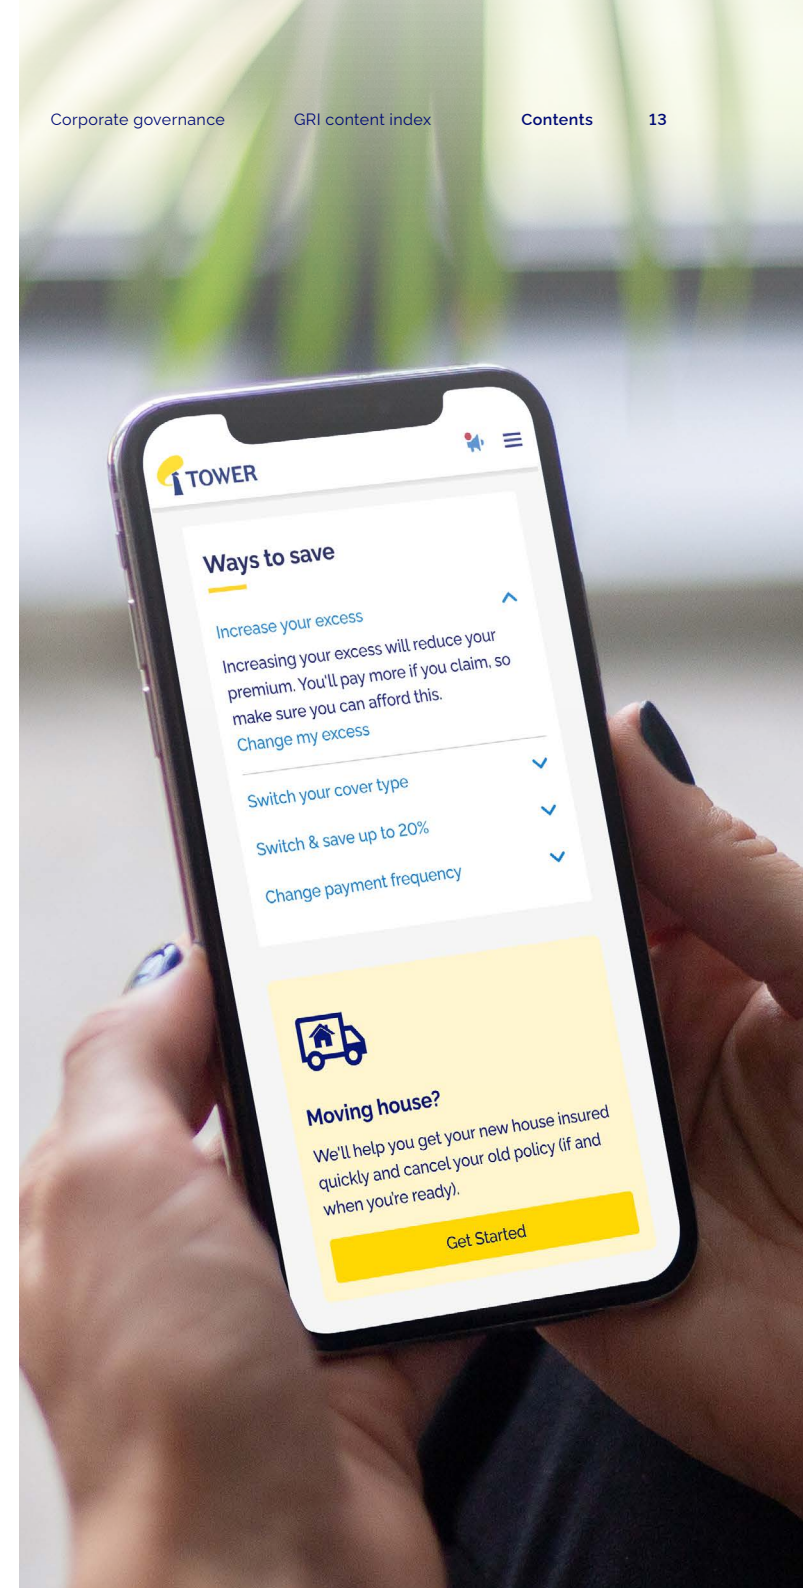 Corporate governance GRI content index Contents 13
TOWER
Ways to save
Increase your excess
Increasing your excess will reduce your
premium. You'll pay more if you claim, so
make sure you can afford this.
Change my excess
Switch your cover type
Switch & save up to 20%
Change payment frequency
Moving house?
We'll help you get your new house insured
quickly and cancel your old policy (if and
when you're ready).
Get Started